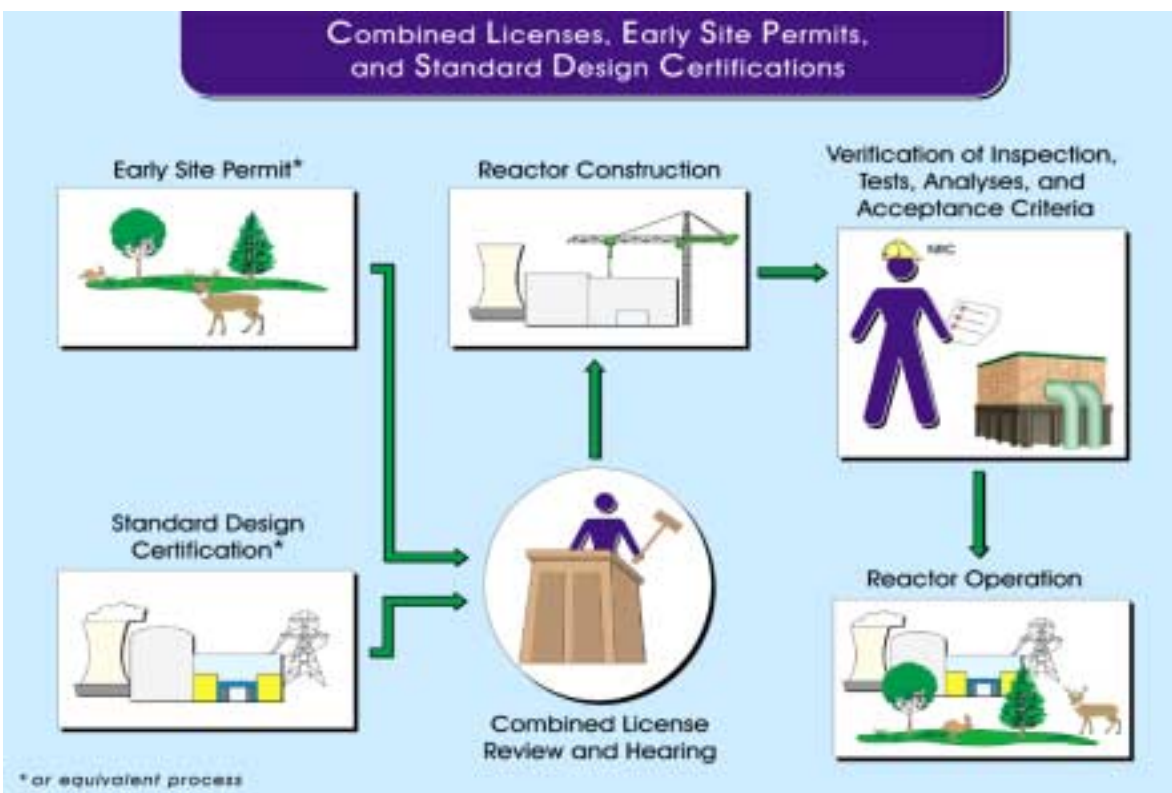 Combined Licenses, Early Site Permits,
and Standard Design Certifications
Early Site Permit*
Reactor Construction
Verification of Inspection,
Tests, Analyses, and
Acceptance Criteria
NRC
Standard Design
Certification*
Combined License
Review and Hearing
Reactor Operation
* or equivalent process